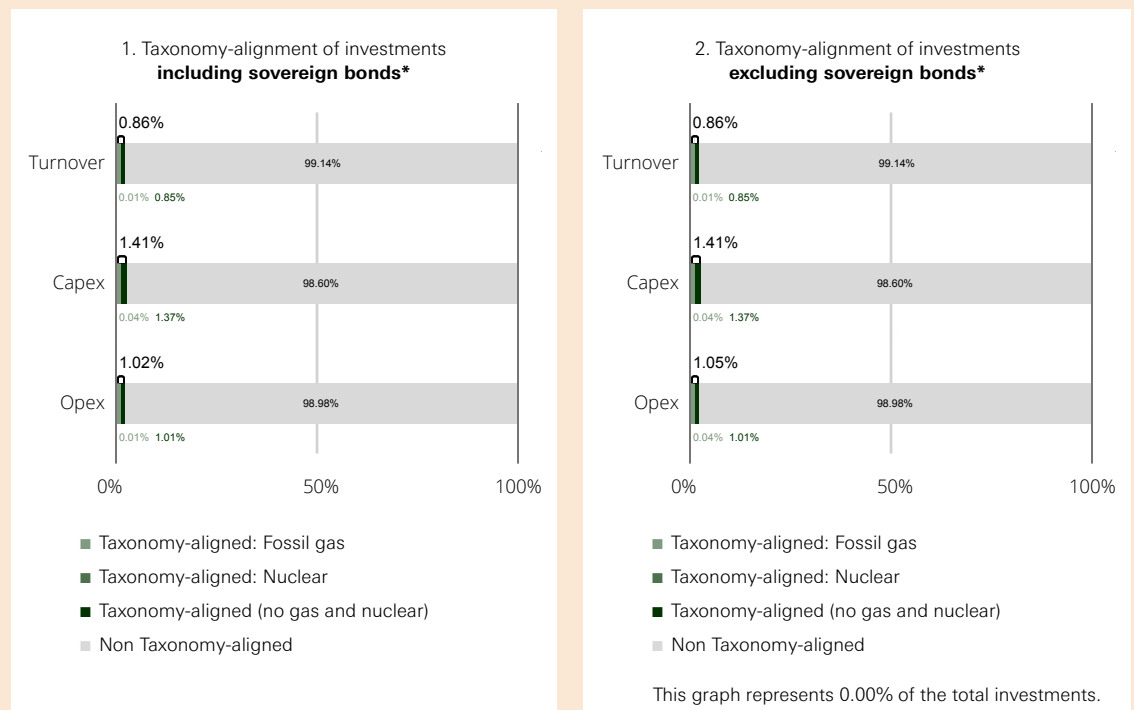 1. Taxonomy-alignment of investments
including sovereign bonds*
0.86%
Turnover
99.14%
0.01% 0.85%
1.41%
Capex
98.60%
0.04% 1.37%
1.02%
Opex
98.98%
0.01% 1.01%
0% 50% 100%
Taxonomy-aligned: Fossil gas
Taxonomy-aligned: Nuclear
Taxonomy-aligned (no gas and nuclear)
Non Taxonomy-aligned
2. Taxonomy-alignment of investments
excluding sovereign bonds*
0.86%
Turnover
99.14%
0.01% 0.85%
1.41%
Capex
98.60%
0.04% 1.37%
1.05%
Opex
98.98%
0.04% 1.01%
0% 50% 100%
Taxonomy-aligned: Fossil gas
Taxonomy-aligned: Nuclear
Taxonomy-aligned (no gas and nuclear)
Non Taxonomy-aligned
This graph represents 0.00% of the total investments.